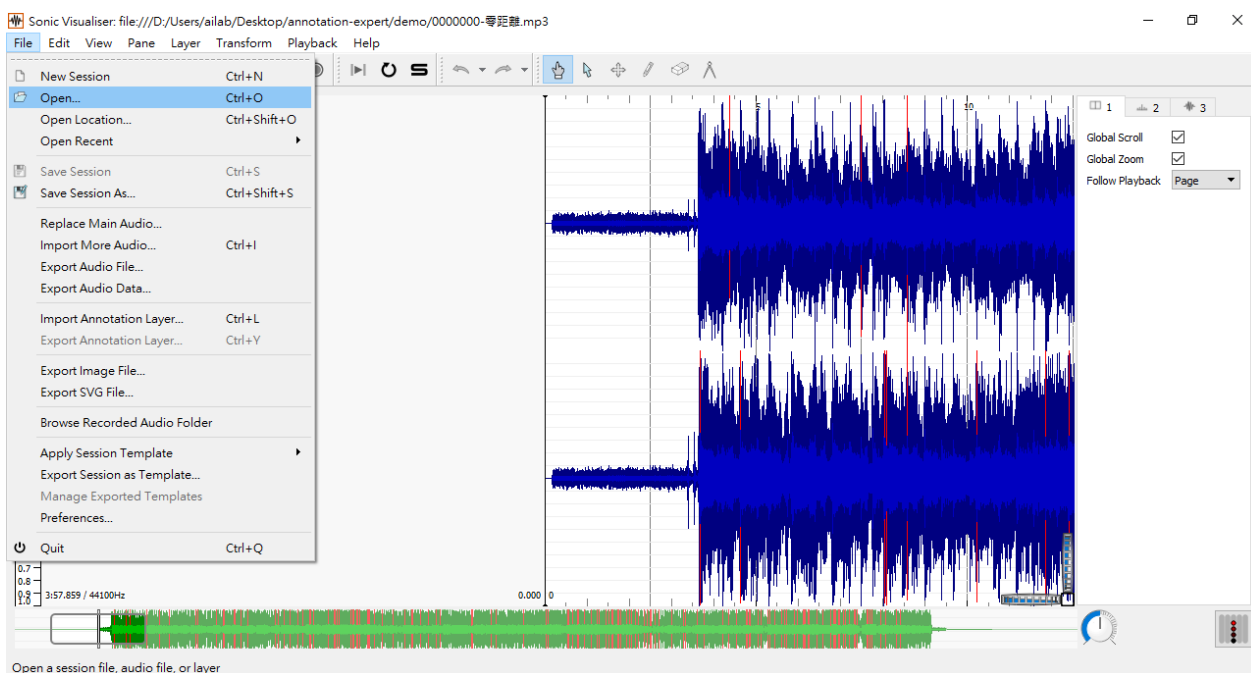 Sonic Visualiser: file:///D:/Users/ailab/Desktop/annotation-expert/demo/0000000-零距離.mp3
File Edit View Pane Layer Transform Playback Help
New Session Ctrl+N
Open... Ctrl+O
Open Location... Ctrl+Shift+O
Open Recent
Save Session Ctrl+S
Save Session As... Ctrl+Shift+S
Replace Main Audio...
Import More Audio... Ctrl+I
Export Audio File...
Export Audio Data...
Import Annotation Layer... Ctrl+L
Export Annotation Layer... Ctrl+Y
Export Image File...
Export SVG File...
Browse Recorded Audio Folder
Apply Session Template
Export Session as Template...
Manage Exported Templates
Preferences...
Quit Ctrl+Q
5 10
1 2 3
Global Scroll
Global Zoom
Follow Playback Page
0.7
0.8
0.9
1.0
3:57.859 / 44100Hz
0.000 0
Open a session file, audio file, or layer